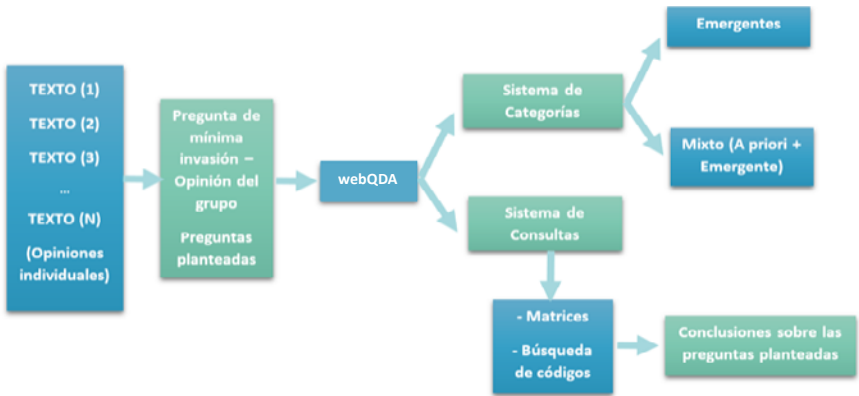 TEXTO (1)
TEXTO (2)
TEXTO (3)
...
TEXTO (N)
(Opiniones
individuales)
Pregunta de
mínima
invasión –
Opinión del
grupo
Preguntas
planteadas
webQDA
Sistema de
Categorías
Emergentes
Mixto (A priori +
Emergente)
Sistema de
Consultas
- Matrices
- Búsqueda
de códigos
Conclusiones sobre las
preguntas planteadas